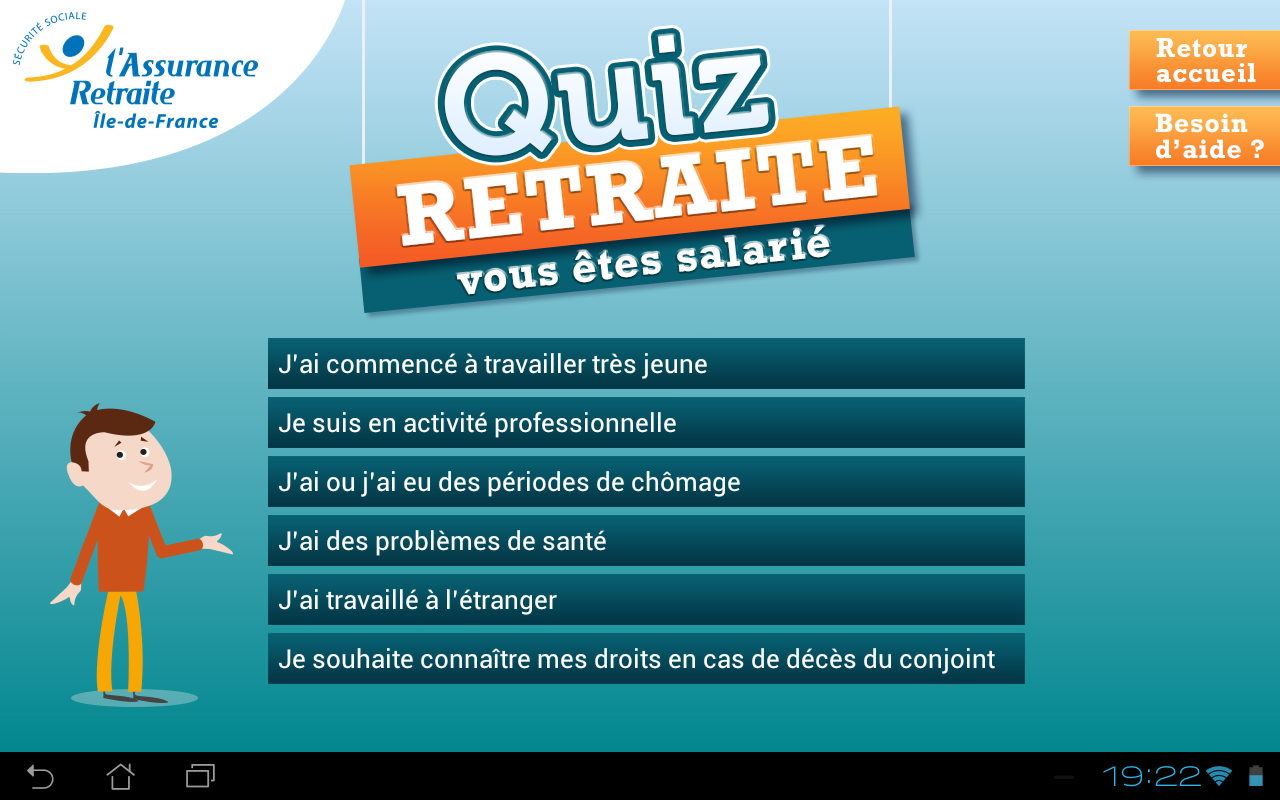 SÉCURITÉ SOCIALE
l'Assurance
Retraite
Île-de-France
Quiz
RETRAITE
vous êtes salarié
Retour
accueil
Besoin
d'aide ?
J'ai commencé à travailler très jeune
Je suis en activité professionnelle
J'ai ou j'ai eu des périodes de chômage
J'ai des problèmes de santé
J'ai travaillé à l'étranger
Je souhaite connaître mes droits en cas de décès du conjoint
19:22